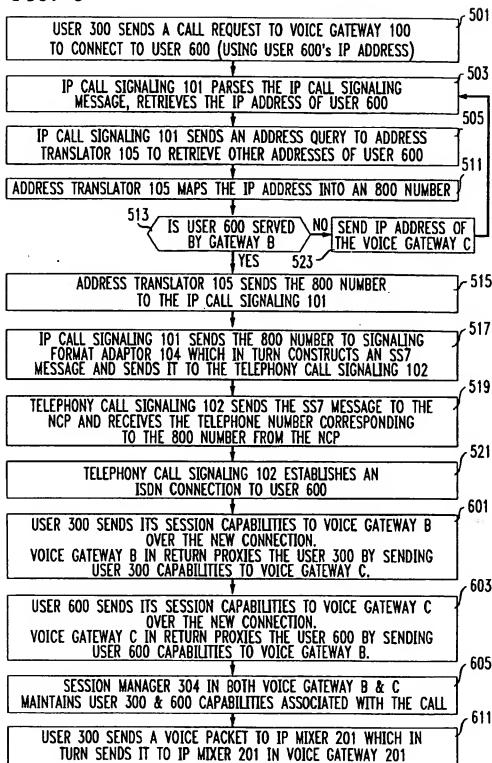 501
USER 300 SENDS A CALL REQUEST TO VOICE GATEWAY 100
TO CONNECT TO USER 600 (USING USER 600's IP ADDRESS)
503
IP CALL SIGNALING 101 PARSES THE IP CALL SIGNALING
MESSAGE, RETRIEVES THE IP ADDRESS OF USER 600
505
IP CALL SIGNALING 101 SENDS AN ADDRESS QUERY TO ADDRESS
TRANSLATOR 105 TO RETRIEVE OTHER ADDRESSES OF USER 600
511
ADDRESS TRANSLATOR 105 MAPS THE IP ADDRESS INTO AN 800 NUMBER
513
IS USER 600 SERVED
BY GATEWAY B
NO
SEND IP ADDRESS OF
THE VOICE GATEWAY C
523
YES
515
ADDRESS TRANSLATOR 105 SENDS THE 800 NUMBER
TO THE IP CALL SIGNALING 101
517
IP CALL SIGNALING 101 SENDS THE 800 NUMBER TO SIGNALING
FORMAT ADAPTOR 104 WHICH IN TURN CONSTRUCTS AN SS7
MESSAGE AND SENDS IT TO THE TELEPHONY CALL SIGNALING 102
519
TELEPHONY CALL SIGNALING 102 SENDS THE SS7 MESSAGE TO THE
NCP AND RECEIVES THE TELEPHONE NUMBER CORRESPONDING
TO THE 800 NUMBER FROM THE NCP
521
TELEPHONY CALL SIGNALING 102 ESTABLISHES AN
ISDN CONNECTION TO USER 600
601
USER 300 SENDS ITS SESSION CAPABILITIES TO VOICE GATEWAY B
OVER THE NEW CONNECTION.
VOICE GATEWAY B IN RETURN PROXIES THE USER 300 BY SENDING
USER 300 CAPABILITIES TO VOICE GATEWAY C.
603
USER 600 SENDS ITS SESSION CAPABILITIES TO VOICE GATEWAY C
OVER THE NEW CONNECTION.
VOICE GATEWAY C IN RETURN PROXIES THE USER 600 BY SENDING
USER 600 CAPABILITIES TO VOICE GATEWAY B.
605
SESSION MANAGER 304 IN BOTH VOICE GATEWAY B & C
MAINTAINS USER 300 & 600 CAPABILITIES ASSOCIATED WITH THE CALL
611
USER 300 SENDS A VOICE PACKET TO IP MIXER 201 WHICH IN
TURN SENDS IT TO IP MIXER 201 IN VOICE GATEWAY 201